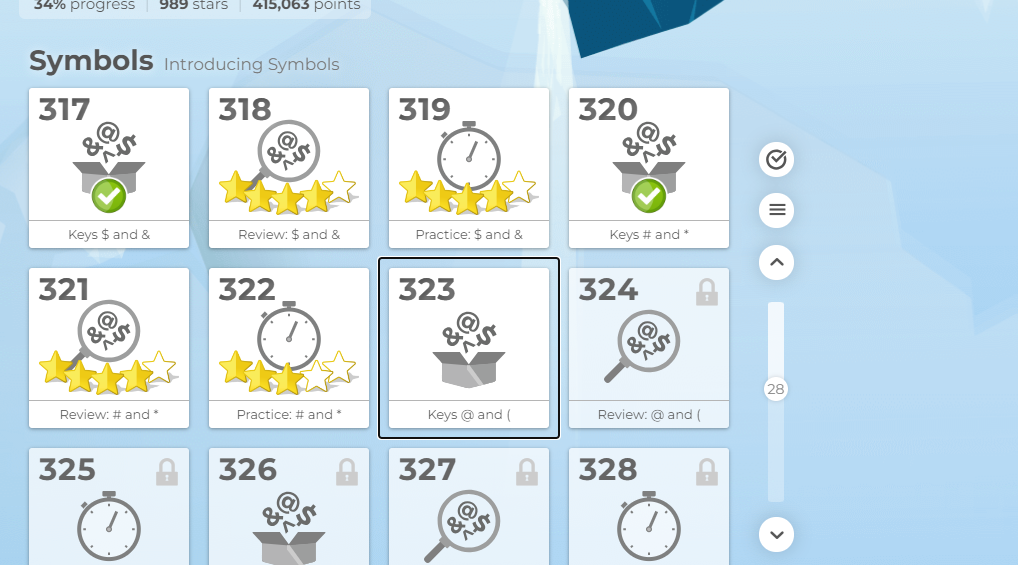 34% progress 989 stars 415,063 points
Symbols Introducing Symbols
317 318 319 320
Keys $ and & Review: $ and & Practice: $ and & Keys # and *
321 322 323 324
Review: # and * Practice: # and * Keys @ and ( Review: @ and (
28
325 326 327 328